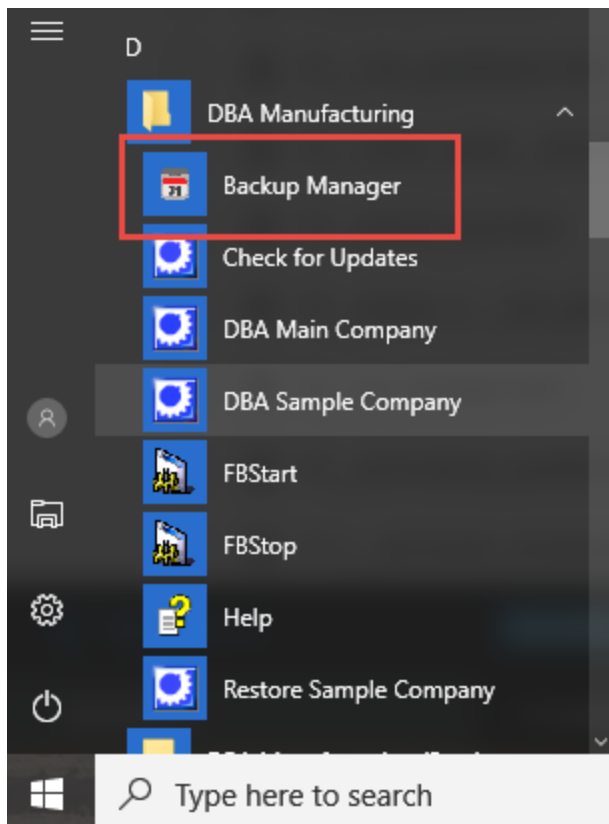 D
DBA Manufacturing
31
Backup Manager
Check for Updates
DBA Main Company
DBA Sample Company
FBStart
FBStop
Help
Restore Sample Company
Type here to search